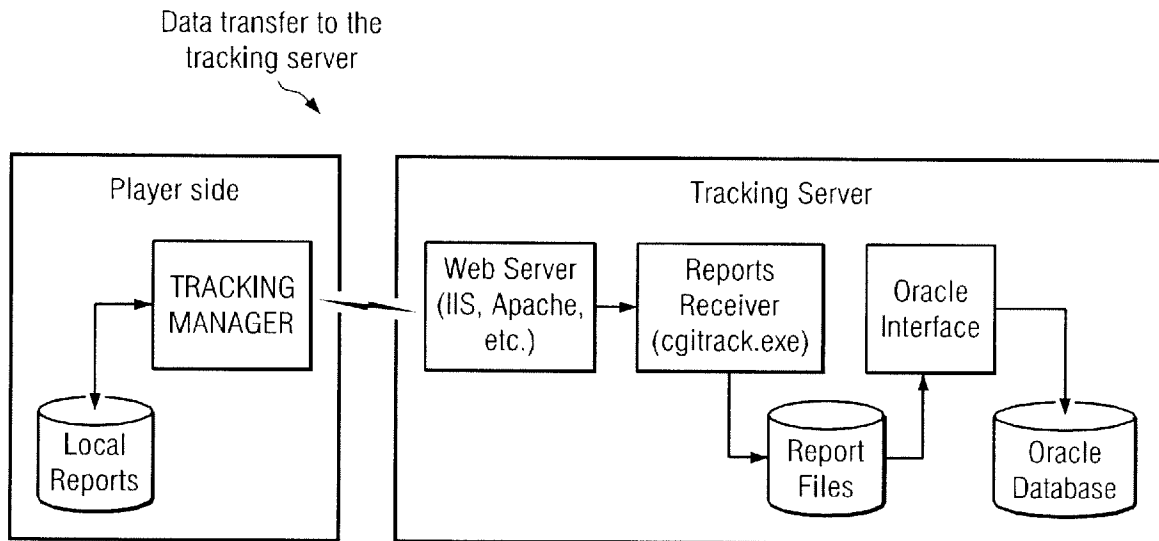 Data transfer to the
tracking server
Player side
TRACKING
MANAGER
Local
Reports
Tracking Server
Web Server
(IIS, Apache,
etc.)
Reports
Receiver
(cgitrack.exe)
Oracle
Interface
Report
Files
Oracle
Database